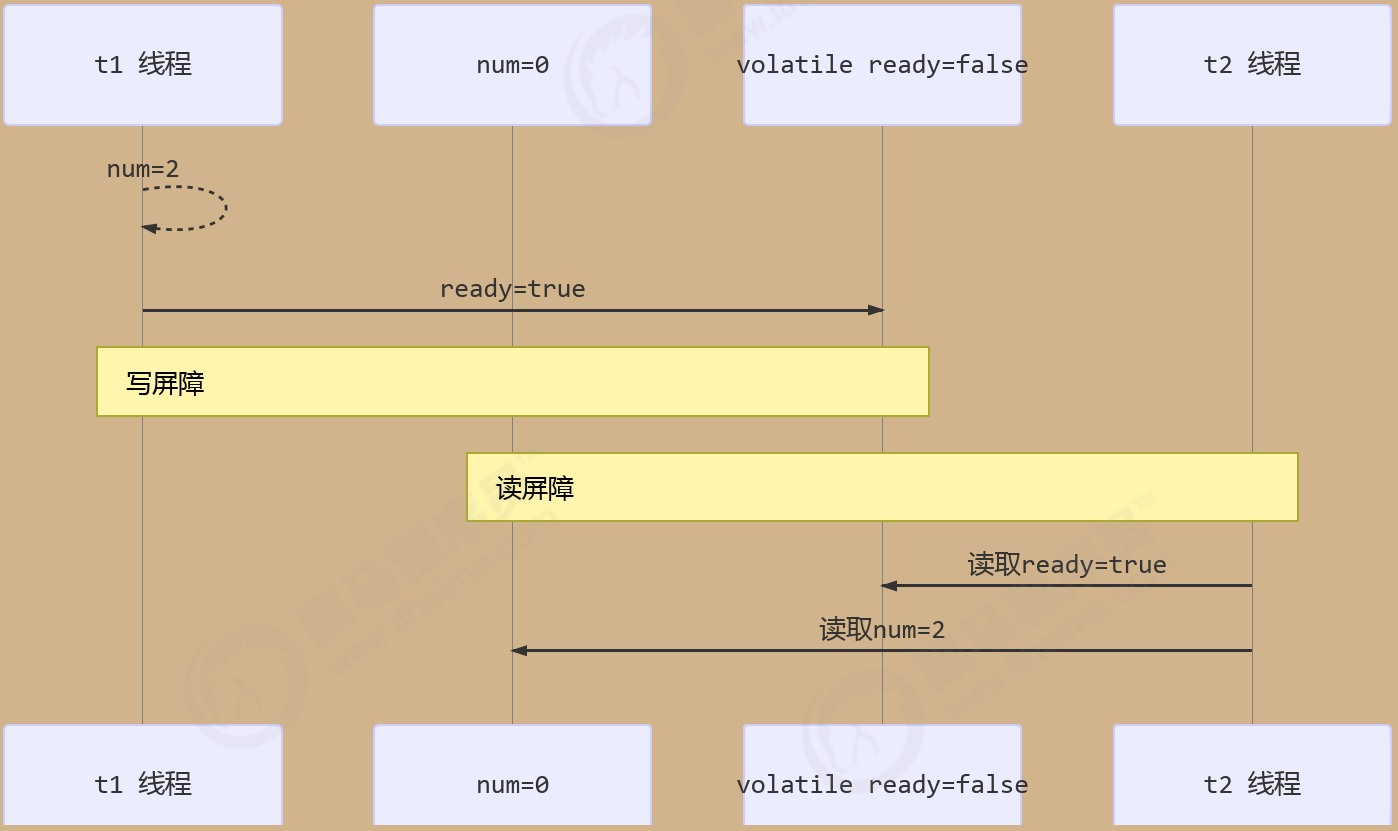 t1 线程
num=0
volatile ready=false
t2 线程
num=2
ready=true
写屏障
读屏障
读取ready=true
读取num=2
t1 线程
num=0
volatile ready=false
t2 线程